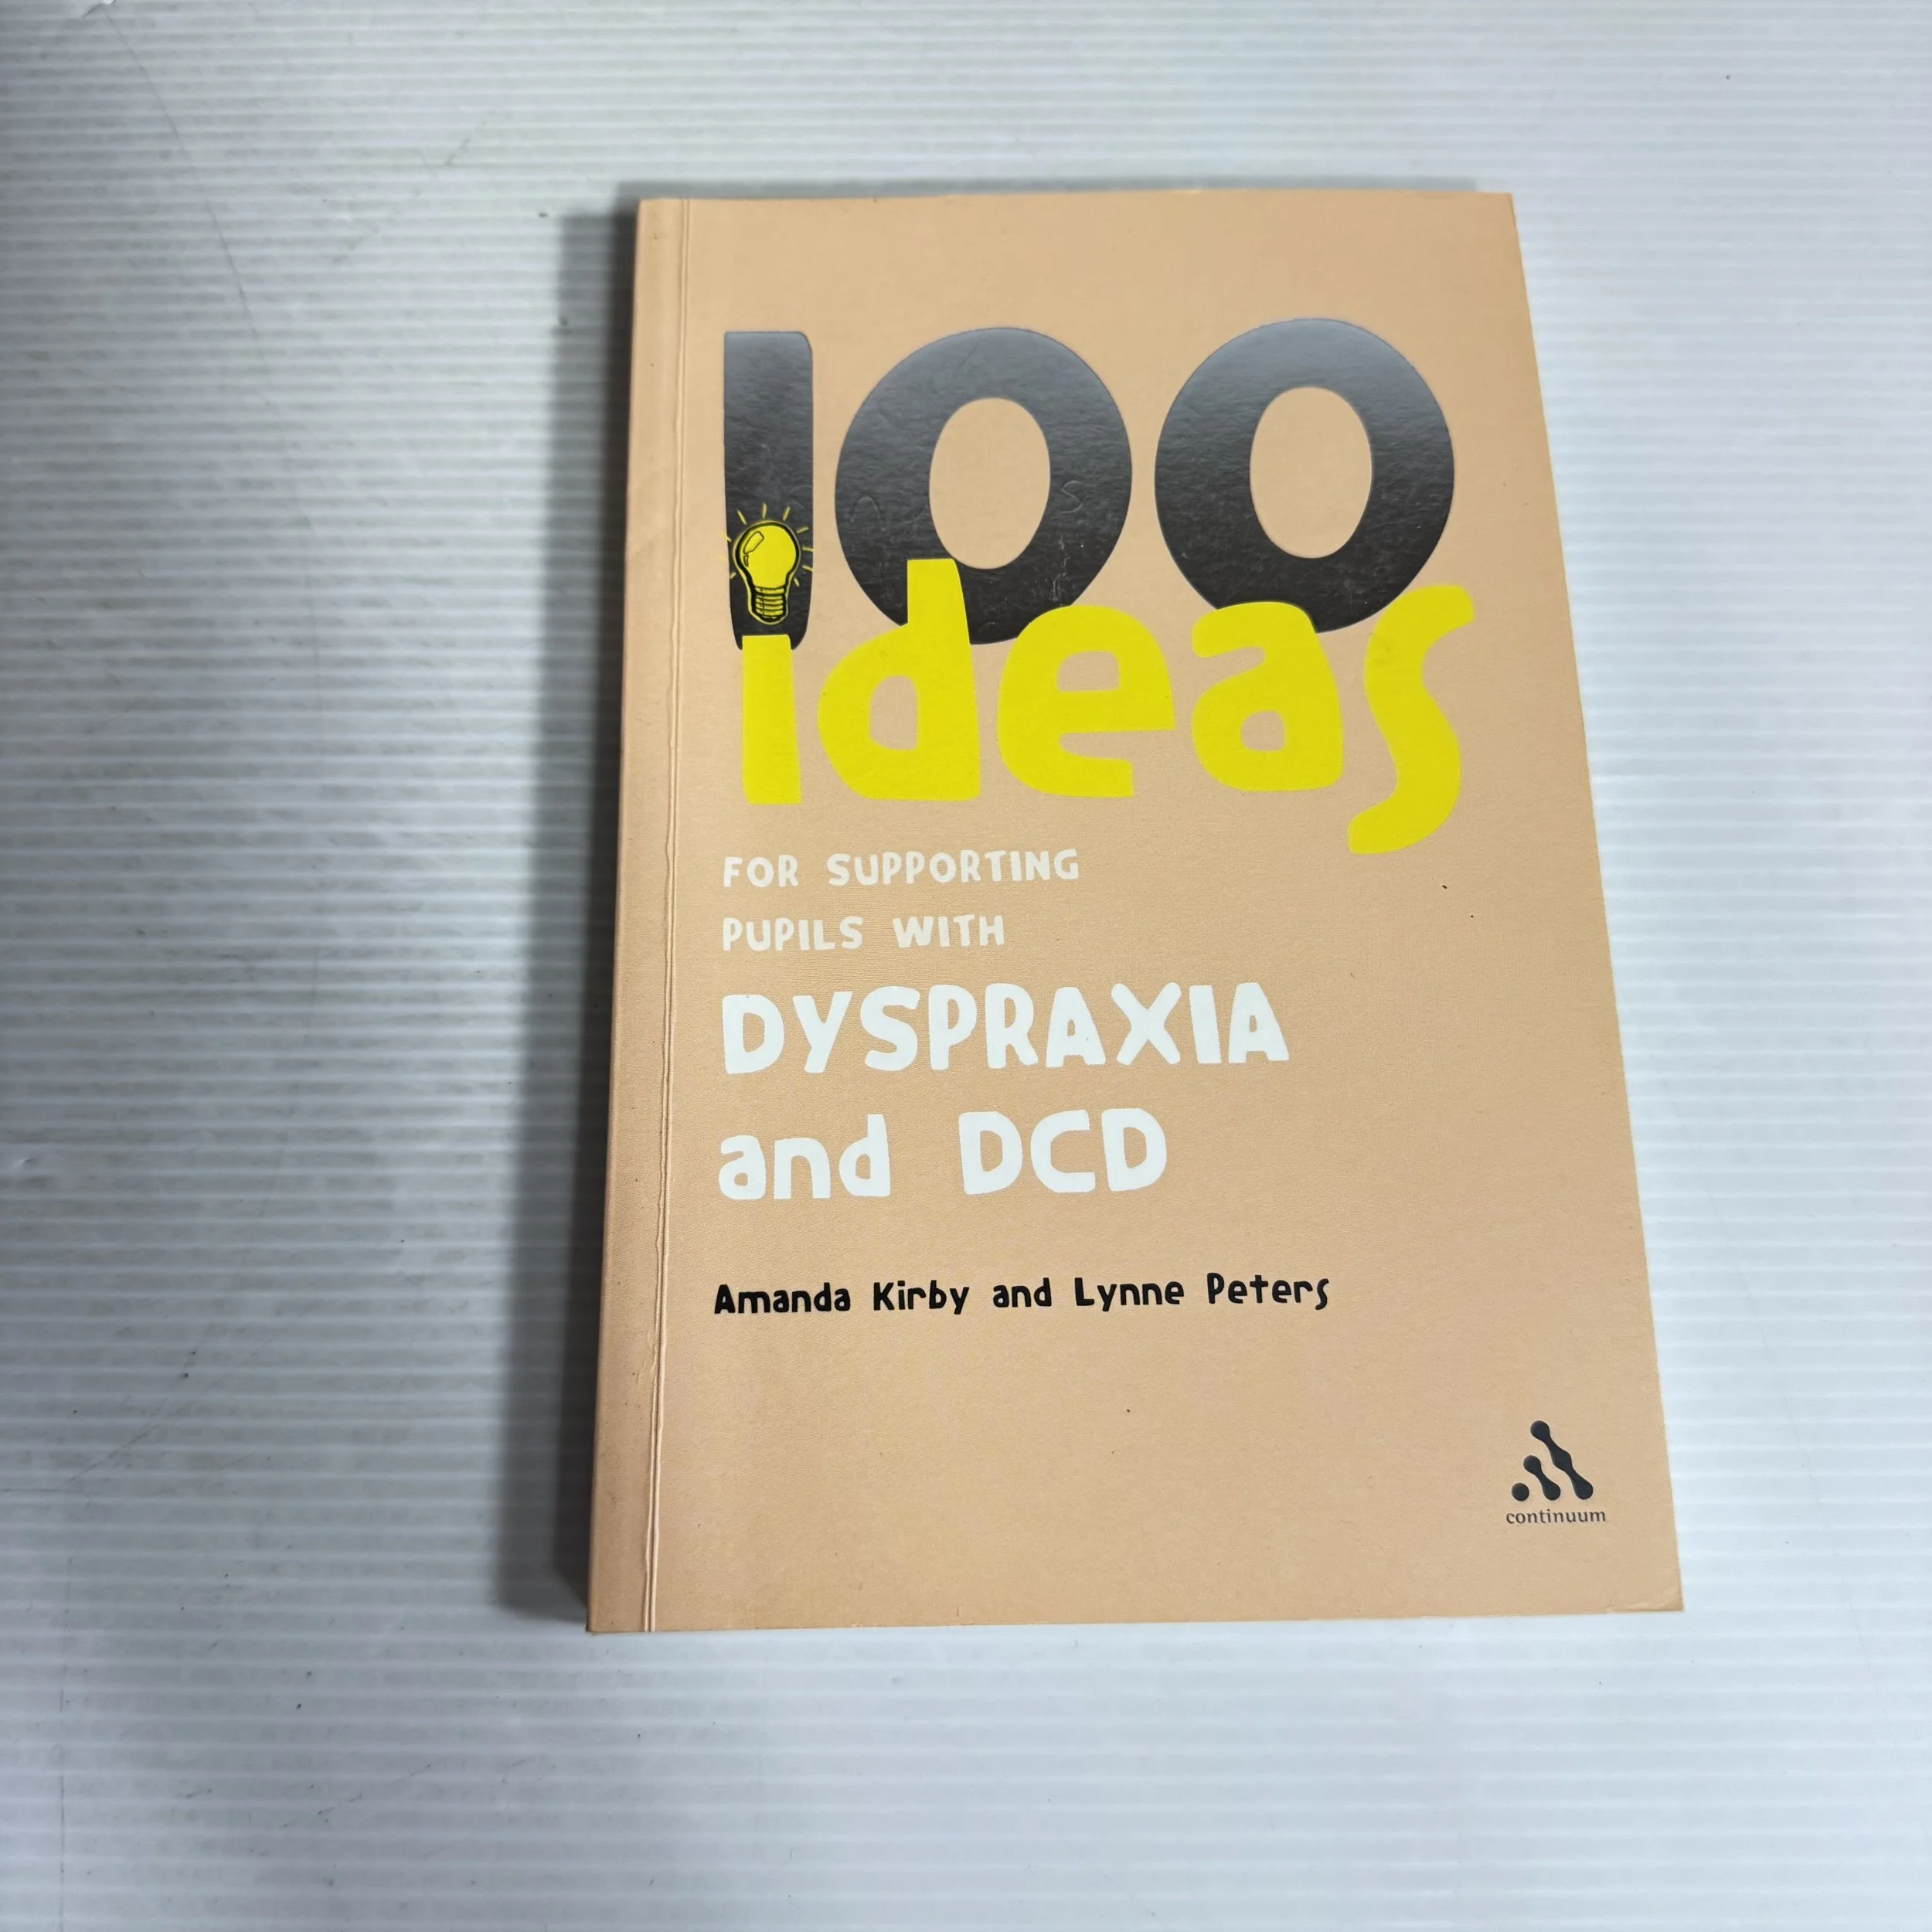 100
ideas
FOR SUPPORTING
PUPILS WITH
DYSPRAXIA
and DCD
Amanda Kirby and Lynne Peters
continuum